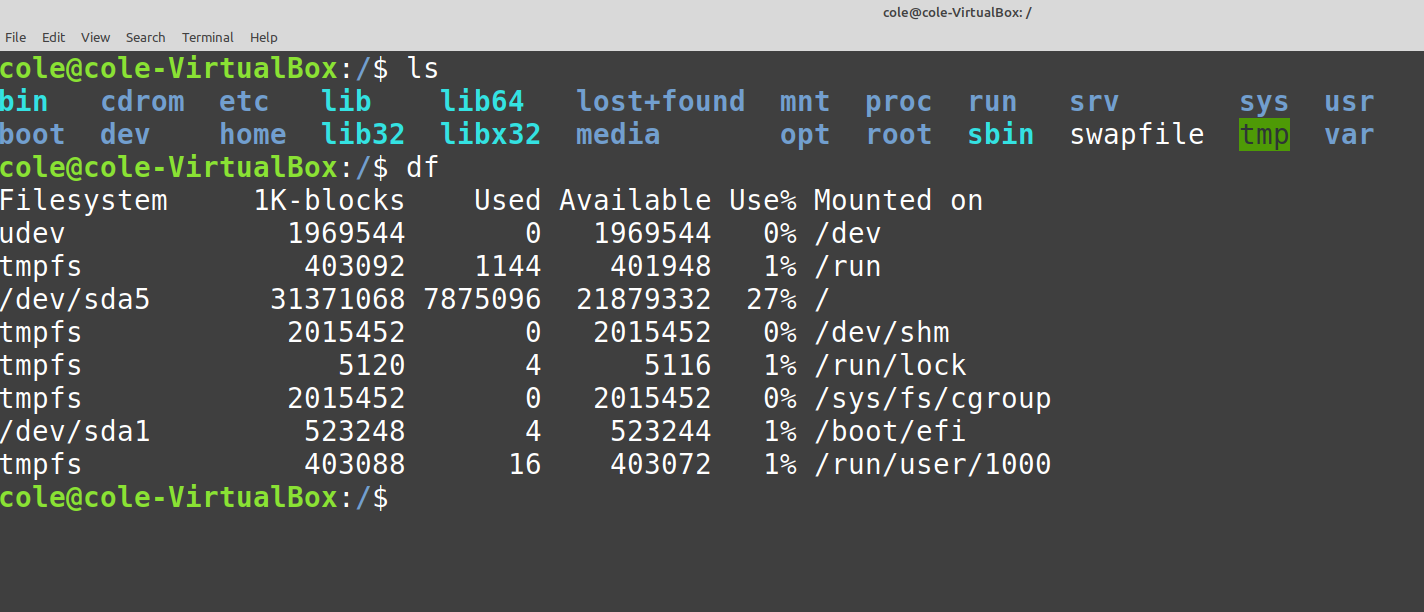 cole@cole-VirtualBox: /
File Edit View Search Terminal Help
cole@cole-VirtualBox:/$ ls
bin   cdrom  etc   lib    lib64   lost+found  mnt  proc  run   srv       sys  usr
boot  dev    home  lib32  libx32  media       opt  root  sbin  swapfile  tmp  var
cole@cole-VirtualBox:/$ df
Filesystem     1K-blocks    Used Available Use% Mounted on
udev             1969544       0   1969544   0% /dev
tmpfs             403092    1144    401948   1% /run
/dev/sda5       31371068 7875096  21879332  27% /
tmpfs            2015452       0   2015452   0% /dev/shm
tmpfs               5120       4      5116   1% /run/lock
tmpfs            2015452       0   2015452   0% /sys/fs/cgroup
/dev/sda1         523248       4    523244   1% /boot/efi
tmpfs             403088      16    403072   1% /run/user/1000
cole@cole-VirtualBox:/$